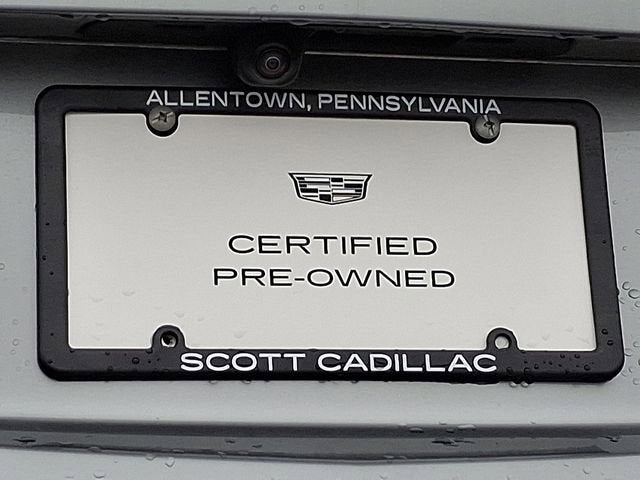 ALLENTOWN, PENNSYLVANIA
CERTIFIED
PRE-OWNED
SCOTT CADILLAC